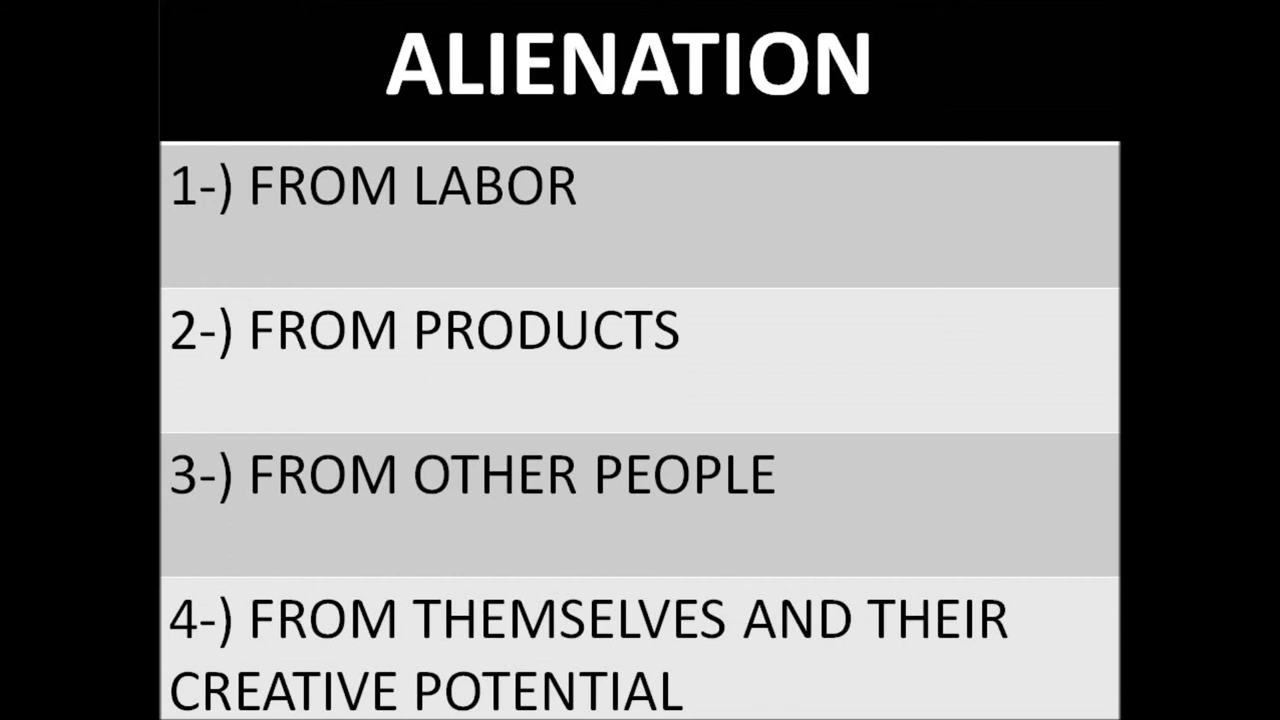 ALIENATION
1-) FROM LABOR
2-) FROM PRODUCTS
3-) FROM OTHER PEOPLE
4-) FROM THEMSELVES AND THEIR
CREATIVE POTENTIAL